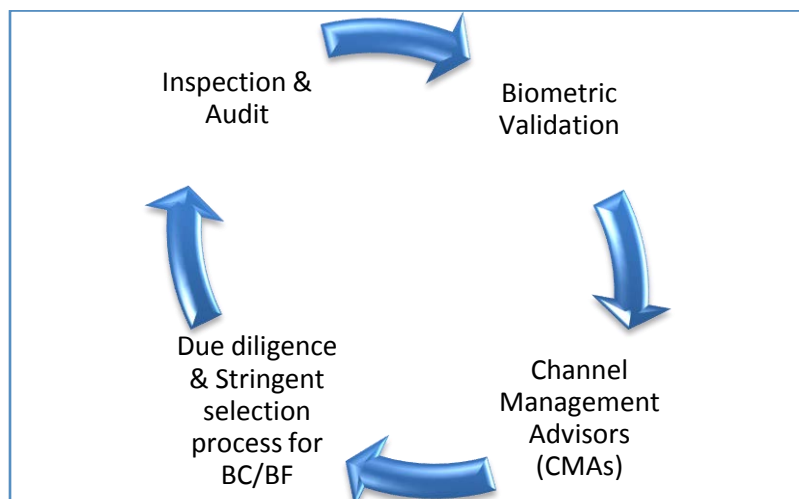 Inspection &
Audit
Biometric
Validation
Due diligence
& Stringent
selection
process for
BC/BF
Channel
Management
Advisors
(CMAs)